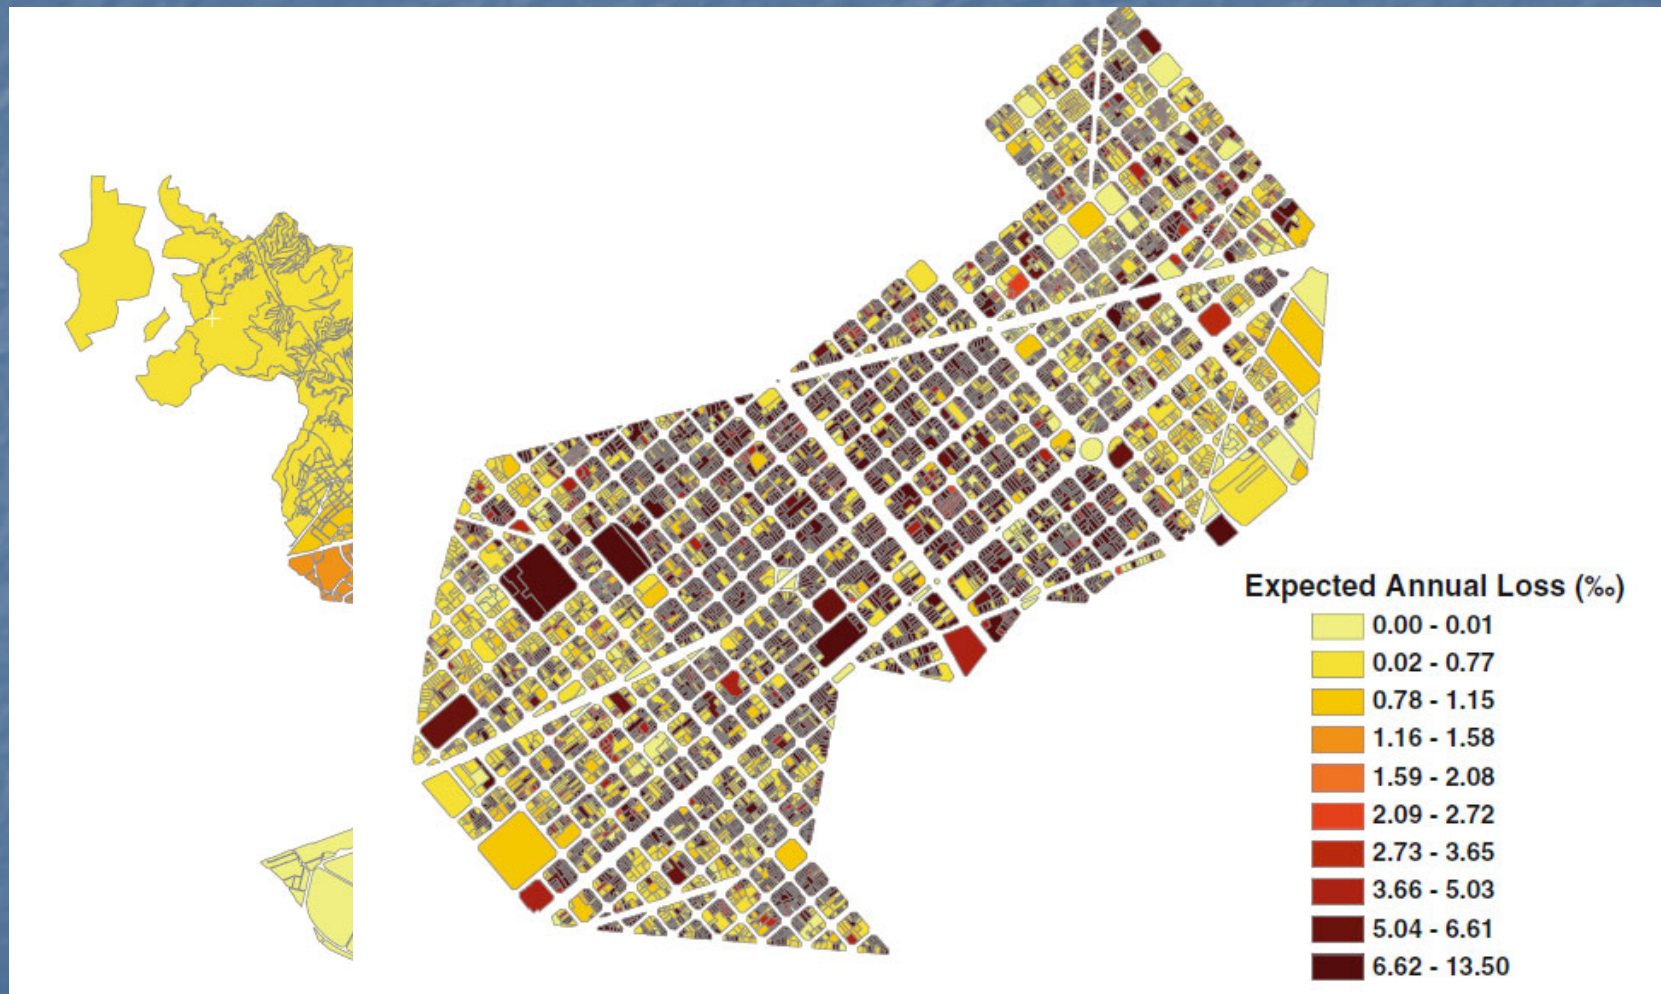 Expected Annual Loss (‰)
0.00 - 0.01
0.02 - 0.77
0.78 - 1.15
1.16 - 1.58
1.59 - 2.08
2.09 - 2.72
2.73 - 3.65
3.66 - 5.03
5.04 - 6.61
6.62 - 13.50